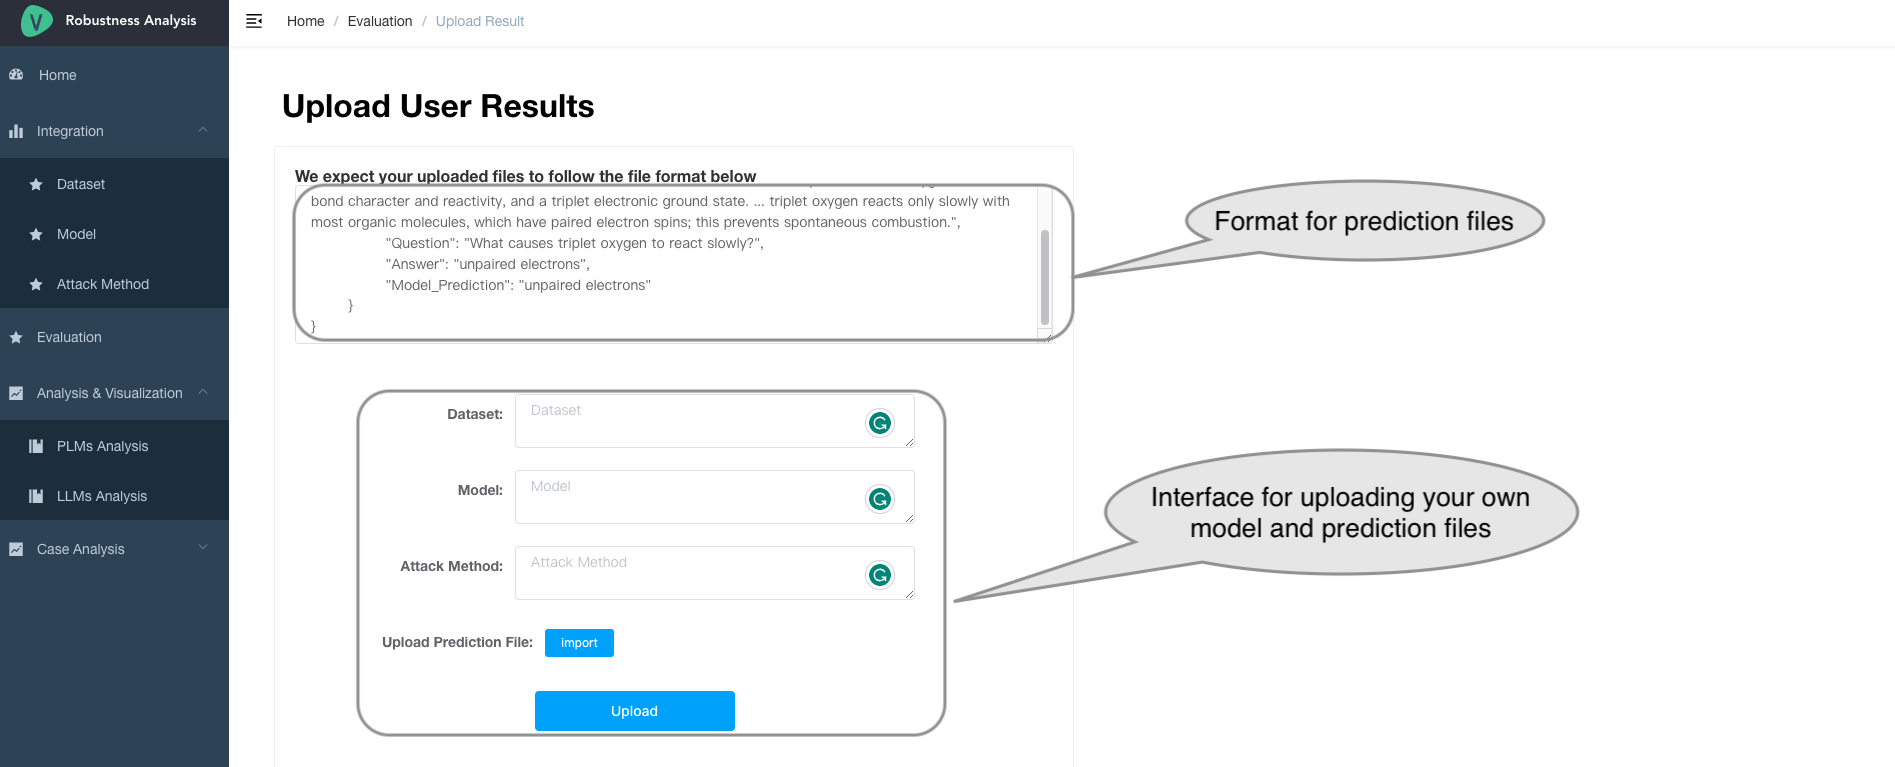 Robustness Analysis
Home / Evaluation / Upload Result
Home
Integration
Dataset
Model
Attack Method
Evaluation
Analysis & Visualization
PLMs Analysis
LLMs Analysis
Case Analysis
Upload User Results
We expect your uploaded files to follow the file format below
bond character and reactivity, and a triplet electronic ground state. ... triplet oxygen reacts only slowly with
most organic molecules, which have paired electron spins; this prevents spontaneous combustion.",
"Question": "What causes triplet oxygen to react slowly?",
"Answer": "unpaired electrons",
"Model_Prediction": "unpaired electrons"
}
}
Format for prediction files
Dataset: Dataset
Model: Model
Attack Method: Attack Method
Upload Prediction File: import
Upload
Interface for uploading your own
model and prediction files